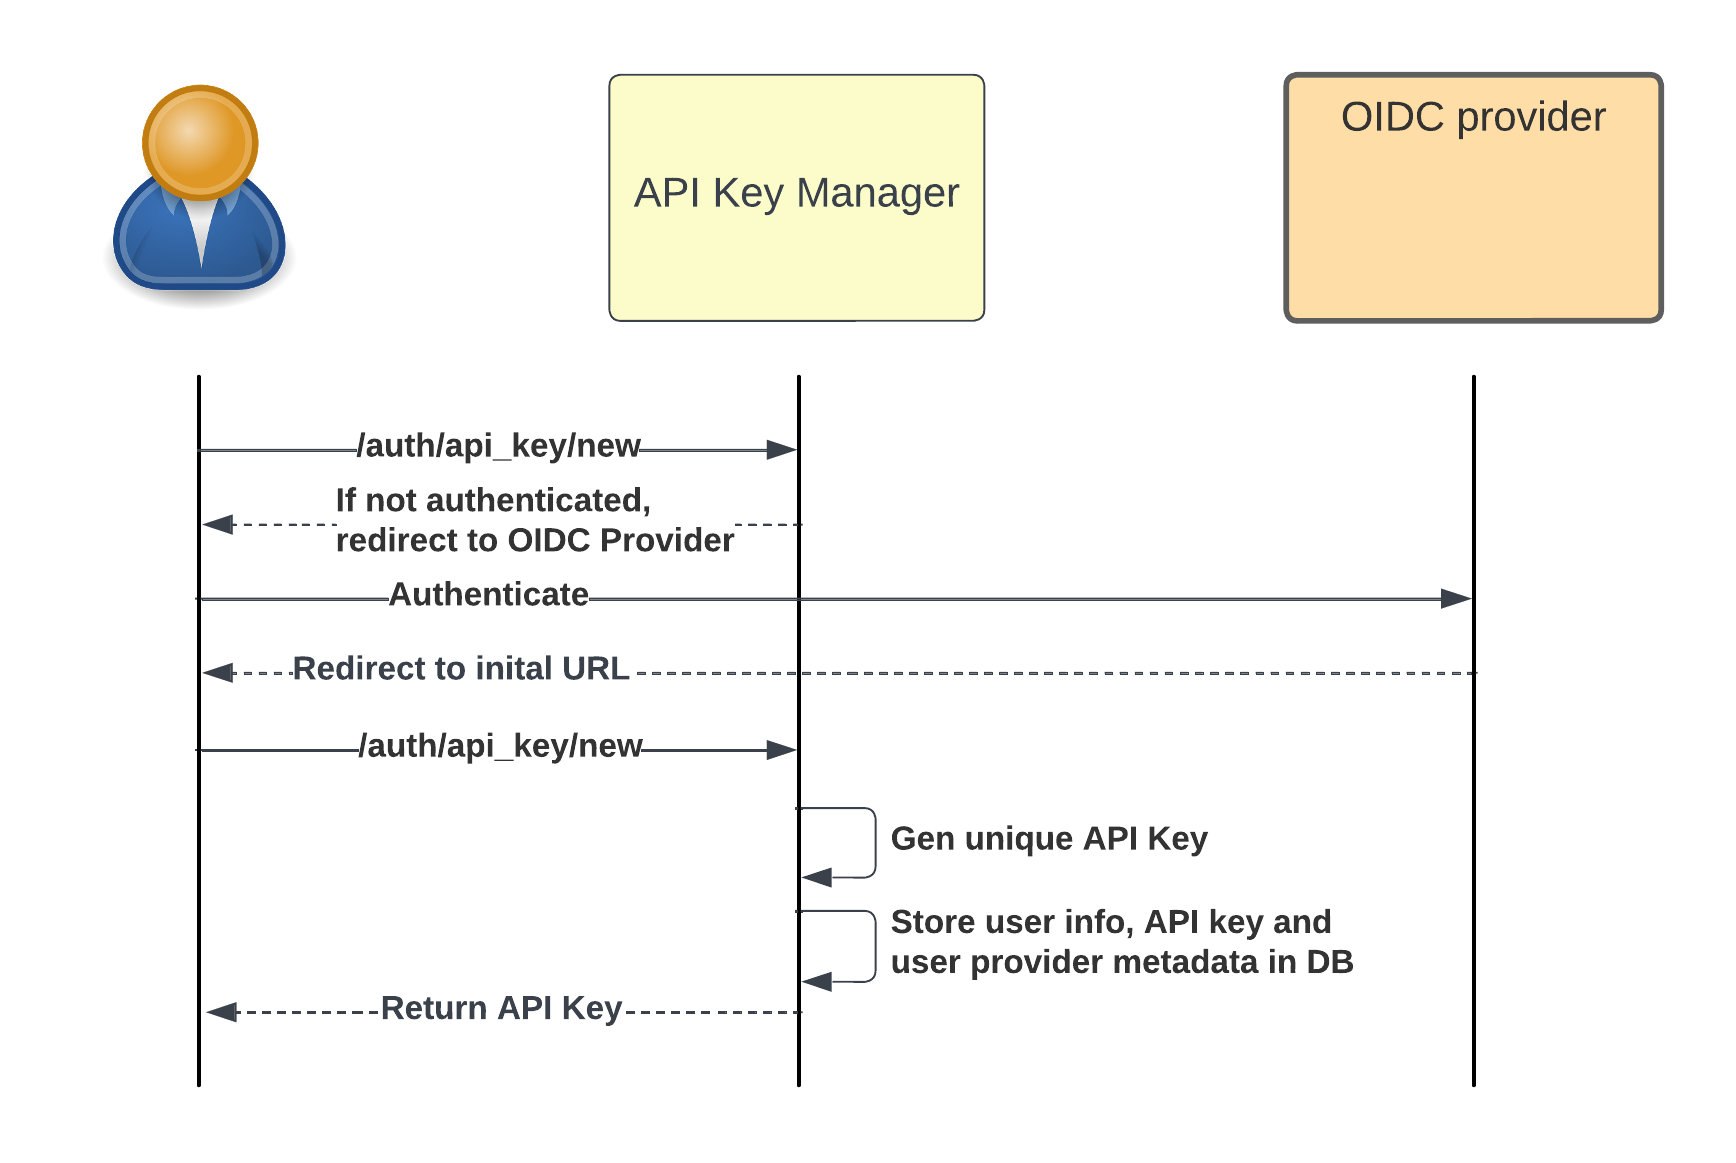 API Key Manager
OIDC provider
/auth/api_key/new
If not authenticated,
redirect to OIDC Provider
Authenticate
Redirect to inital URL
/auth/api_key/new
Gen unique API Key
Store user info, API key and
user provider metadata in DB
Return API Key